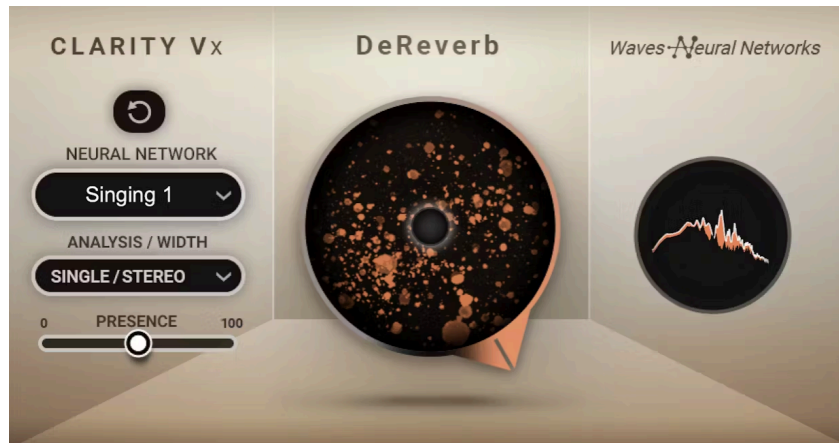 CLARITY Vx
NEURAL NETWORK
Singing 1
ANALYSIS / WIDTH
SINGLE / STEREO
0 PRESENCE 100
DeReverb
Waves Neural Networks